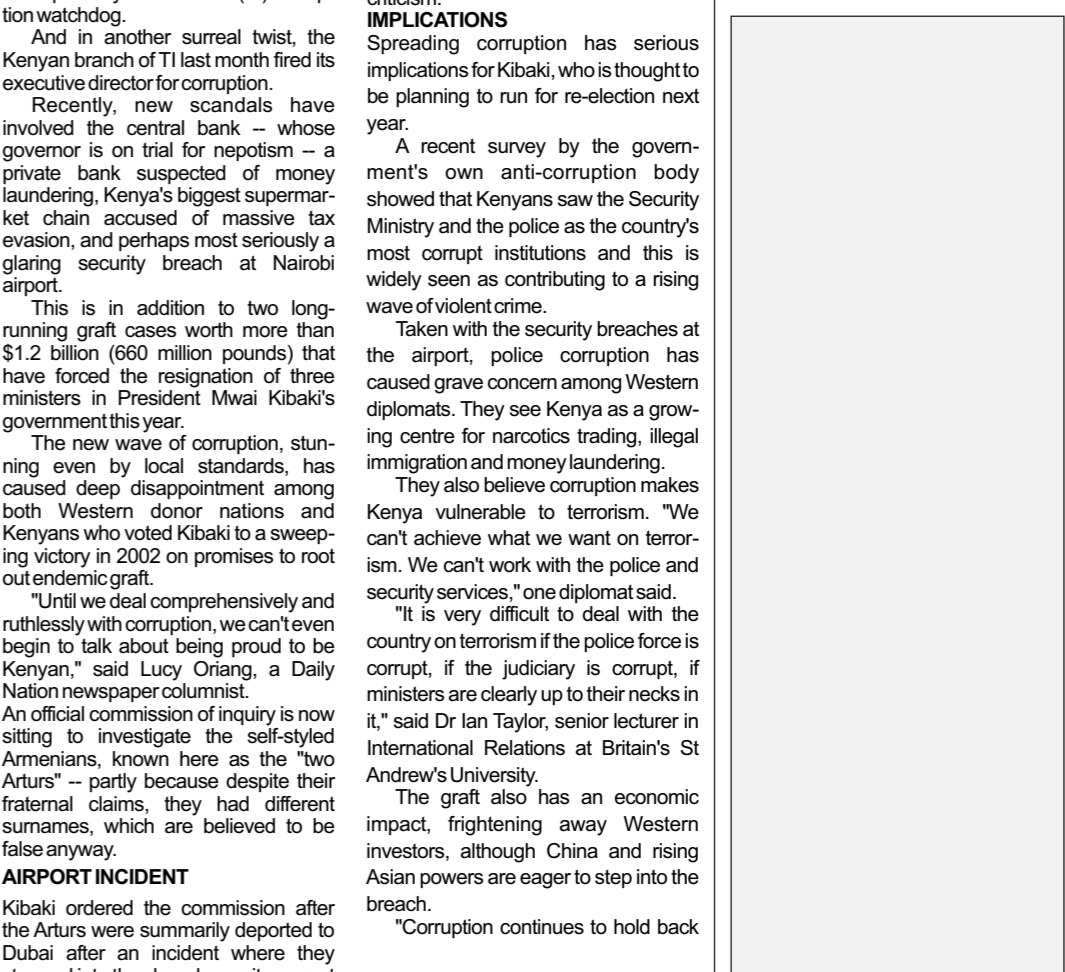 tion watchdog.
And in another surreal twist, the
Kenyan branch of TI last month fired its
executive director for corruption.
Recently, new scandals have
involved the central bank -- whose
governor is on trial for nepotism -- a
private bank suspected of money
laundering, Kenya's biggest supermar-
ket chain accused of massive tax
evasion, and perhaps most seriously a
glaring security breach at Nairobi
airport.
This is in addition to two long-
running graft cases worth more than
$1.2 billion (660 million pounds) that
have forced the resignation of three
ministers in President Mwai Kibaki's
government this year.
The new wave of corruption, stun-
ning even by local standards, has
caused deep disappointment among
both Western donor nations and
Kenyans who voted Kibaki to a sweep-
ing victory in 2002 on promises to root
out endemic graft.
"Until we deal comprehensively and
ruthlessly with corruption, we can't even
begin to talk about being proud to be
Kenyan," said Lucy Oriang, a Daily
Nation newspaper columnist.
An official commission of inquiry is now
sitting to investigate the self-styled
Armenians, known here as the "two
Arturs" -- partly because despite their
fraternal claims, they had different
surnames, which are believed to be
false anyway.
AIRPORT INCIDENT
Kibaki ordered the commission after
the Arturs were summarily deported to
Dubai after an incident where they
criticism.
IMPLICATIONS
Spreading corruption has serious
implications for Kibaki, who is thought to
be planning to run for re-election next
year.
A recent survey by the govern-
ment's own anti-corruption body
showed that Kenyans saw the Security
Ministry and the police as the country's
most corrupt institutions and this is
widely seen as contributing to a rising
wave of violent crime.
Taken with the security breaches at
the airport, police corruption has
caused grave concern among Western
diplomats. They see Kenya as a grow-
ing centre for narcotics trading, illegal
immigration and money laundering.
They also believe corruption makes
Kenya vulnerable to terrorism. "We
can't achieve what we want on terror-
ism. We can't work with the police and
security services," one diplomat said.
"It is very difficult to deal with the
country on terrorism if the police force is
corrupt, if the judiciary is corrupt, if
ministers are clearly up to their necks in
it," said Dr Ian Taylor, senior lecturer in
International Relations at Britain's St
Andrew's University.
The graft also has an economic
impact, frightening away Western
investors, although China and rising
Asian powers are eager to step into the
breach.
"Corruption continues to hold back